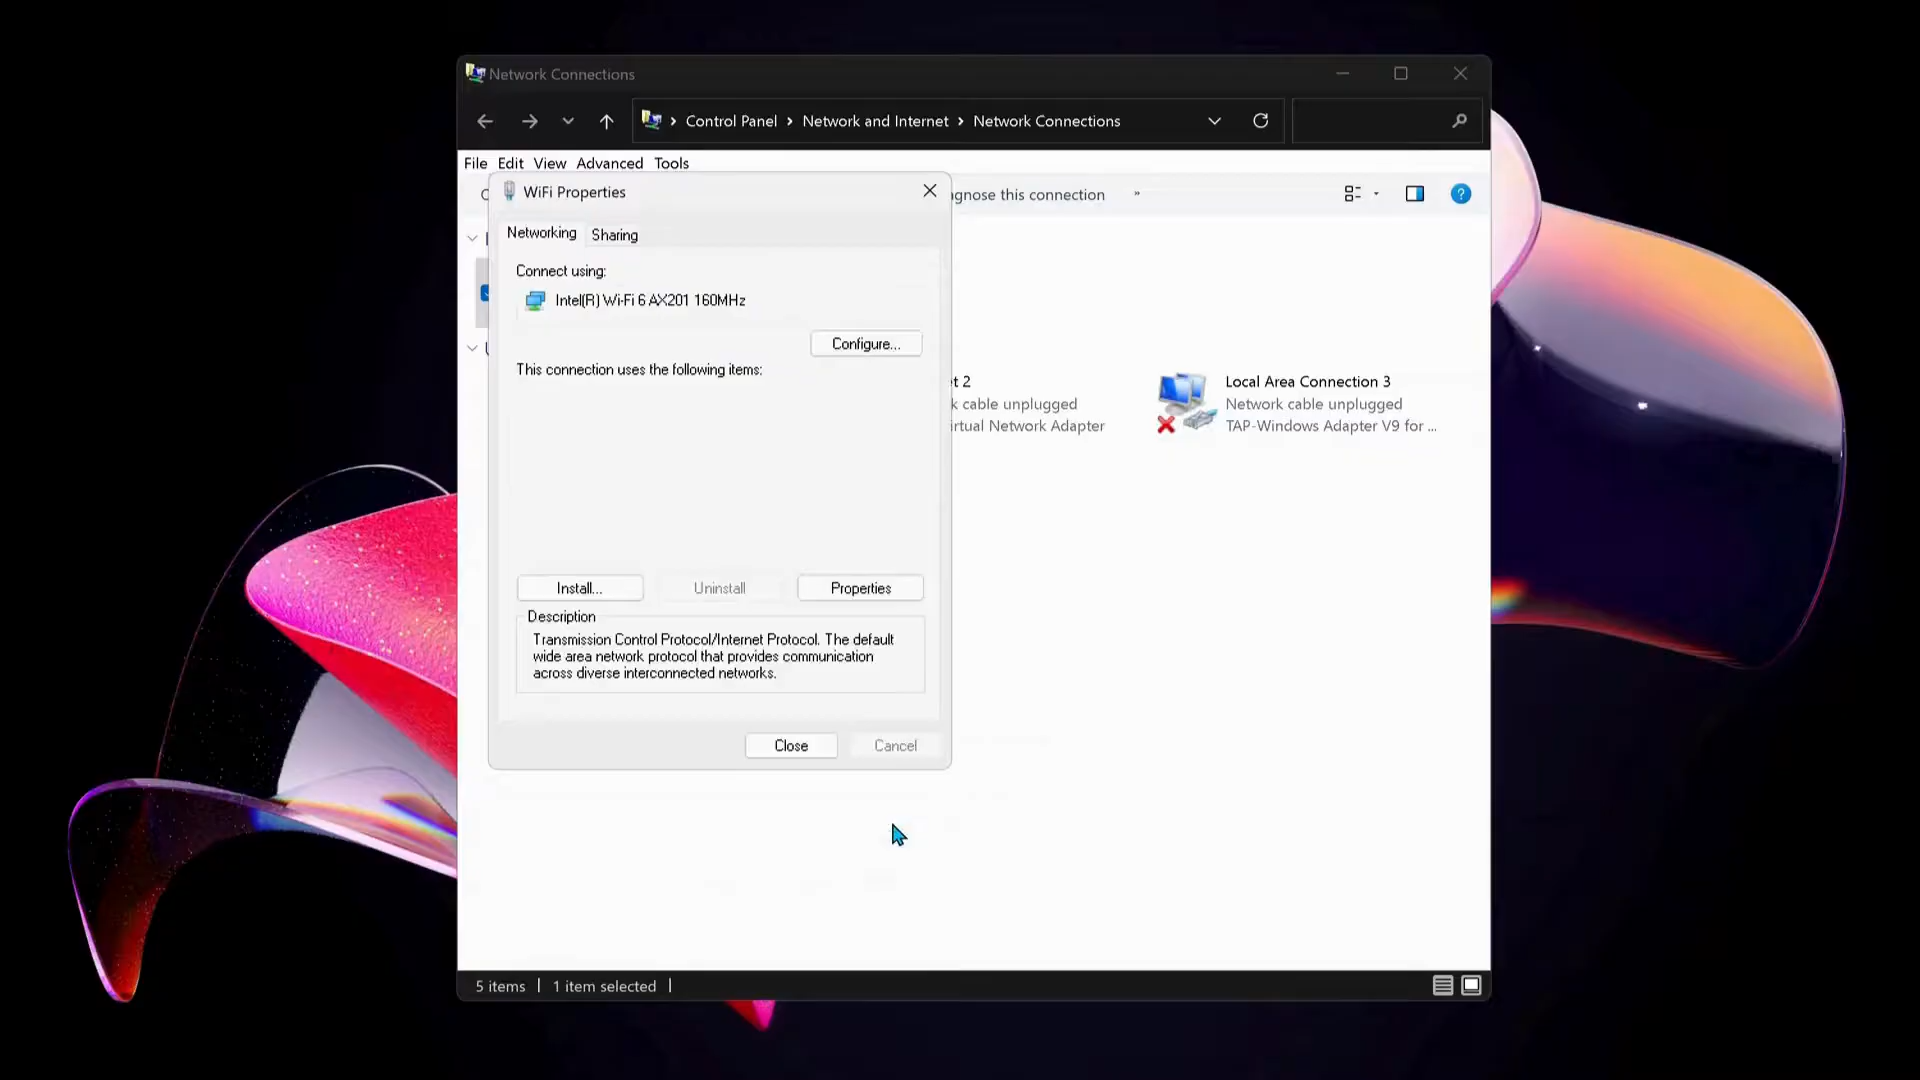 Network Connections
Control Panel > Network and Internet > Network Connections
File Edit View Advanced Tools
WiFi Properties
this connection
»
?
Networking
Sharing
Connect using:
Intel(R) Wi-Fi 6 AX201 160MHz
Configure...
This connection uses the following items:
2
cable unplugged
Network Adapter
Local Area Connection 3
Network cable unplugged
TAP-Windows Adapter V9 for ...
Install...
Uninstall
Properties
Description
Transmission Control Protocol/Internet Protocol. The default
wide area network protocol that provides communication
across diverse interconnected networks.
Close
Cancel
5 items
1 item selected